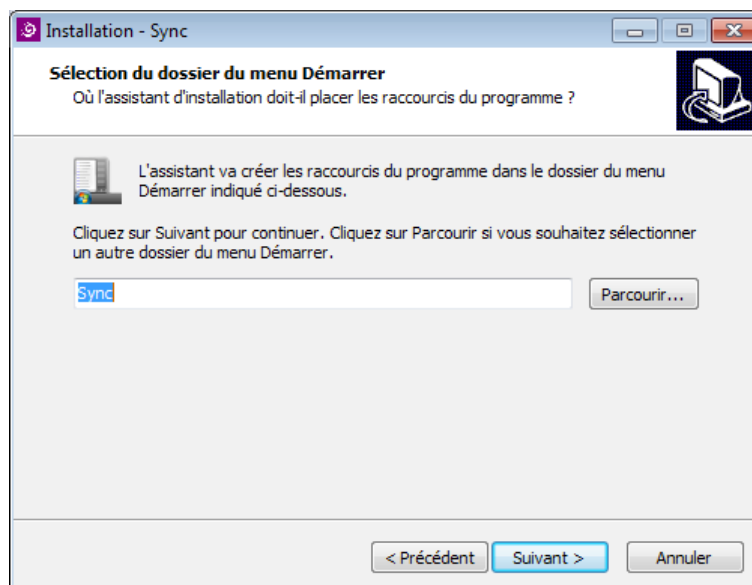 Installation - Sync
Sélection du dossier du menu Démarrer
Où l'assistant d'installation doit-il placer les raccourcis du programme ?
L'assistant va créer les raccourcis du programme dans le dossier du menu
Démarrer indiqué ci-dessous.
Cliquez sur Suivant pour continuer. Cliquez sur Parcourir si vous souhaitez sélectionner
un autre dossier du menu Démarrer.
Sync
Parcourir...
< Précédent
Suivant >
Annuler